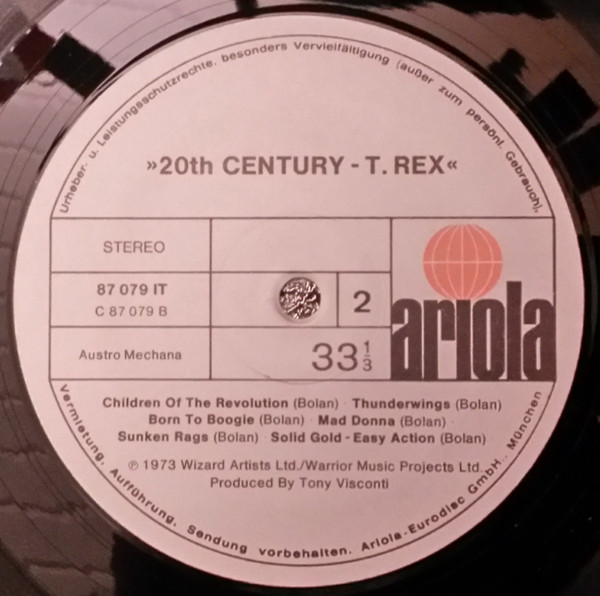 Urheber- u. Leistungsschutzrechte, besonders Vervielfältigung (außer zum persönl. Gebrauch),
»20th CENTURY - T. REX«
STEREO
87 079 IT
C 87 079 B
2
ariola
Austro Mechana
33 1/3
Children Of The Revolution (Bolan) · Thunderwings (Bolan)
Born To Boogie (Bolan) · Mad Donna (Bolan) ·
Sunken Rags (Bolan) · Solid Gold - Easy Action (Bolan)
℗ 1973 Wizard Artists Ltd./Warrior Music Projects Ltd.
Produced By Tony Visconti
Vermietung, Aufführung, Sendung vorbehalten. Ariola-Eurodisc GmbH., München